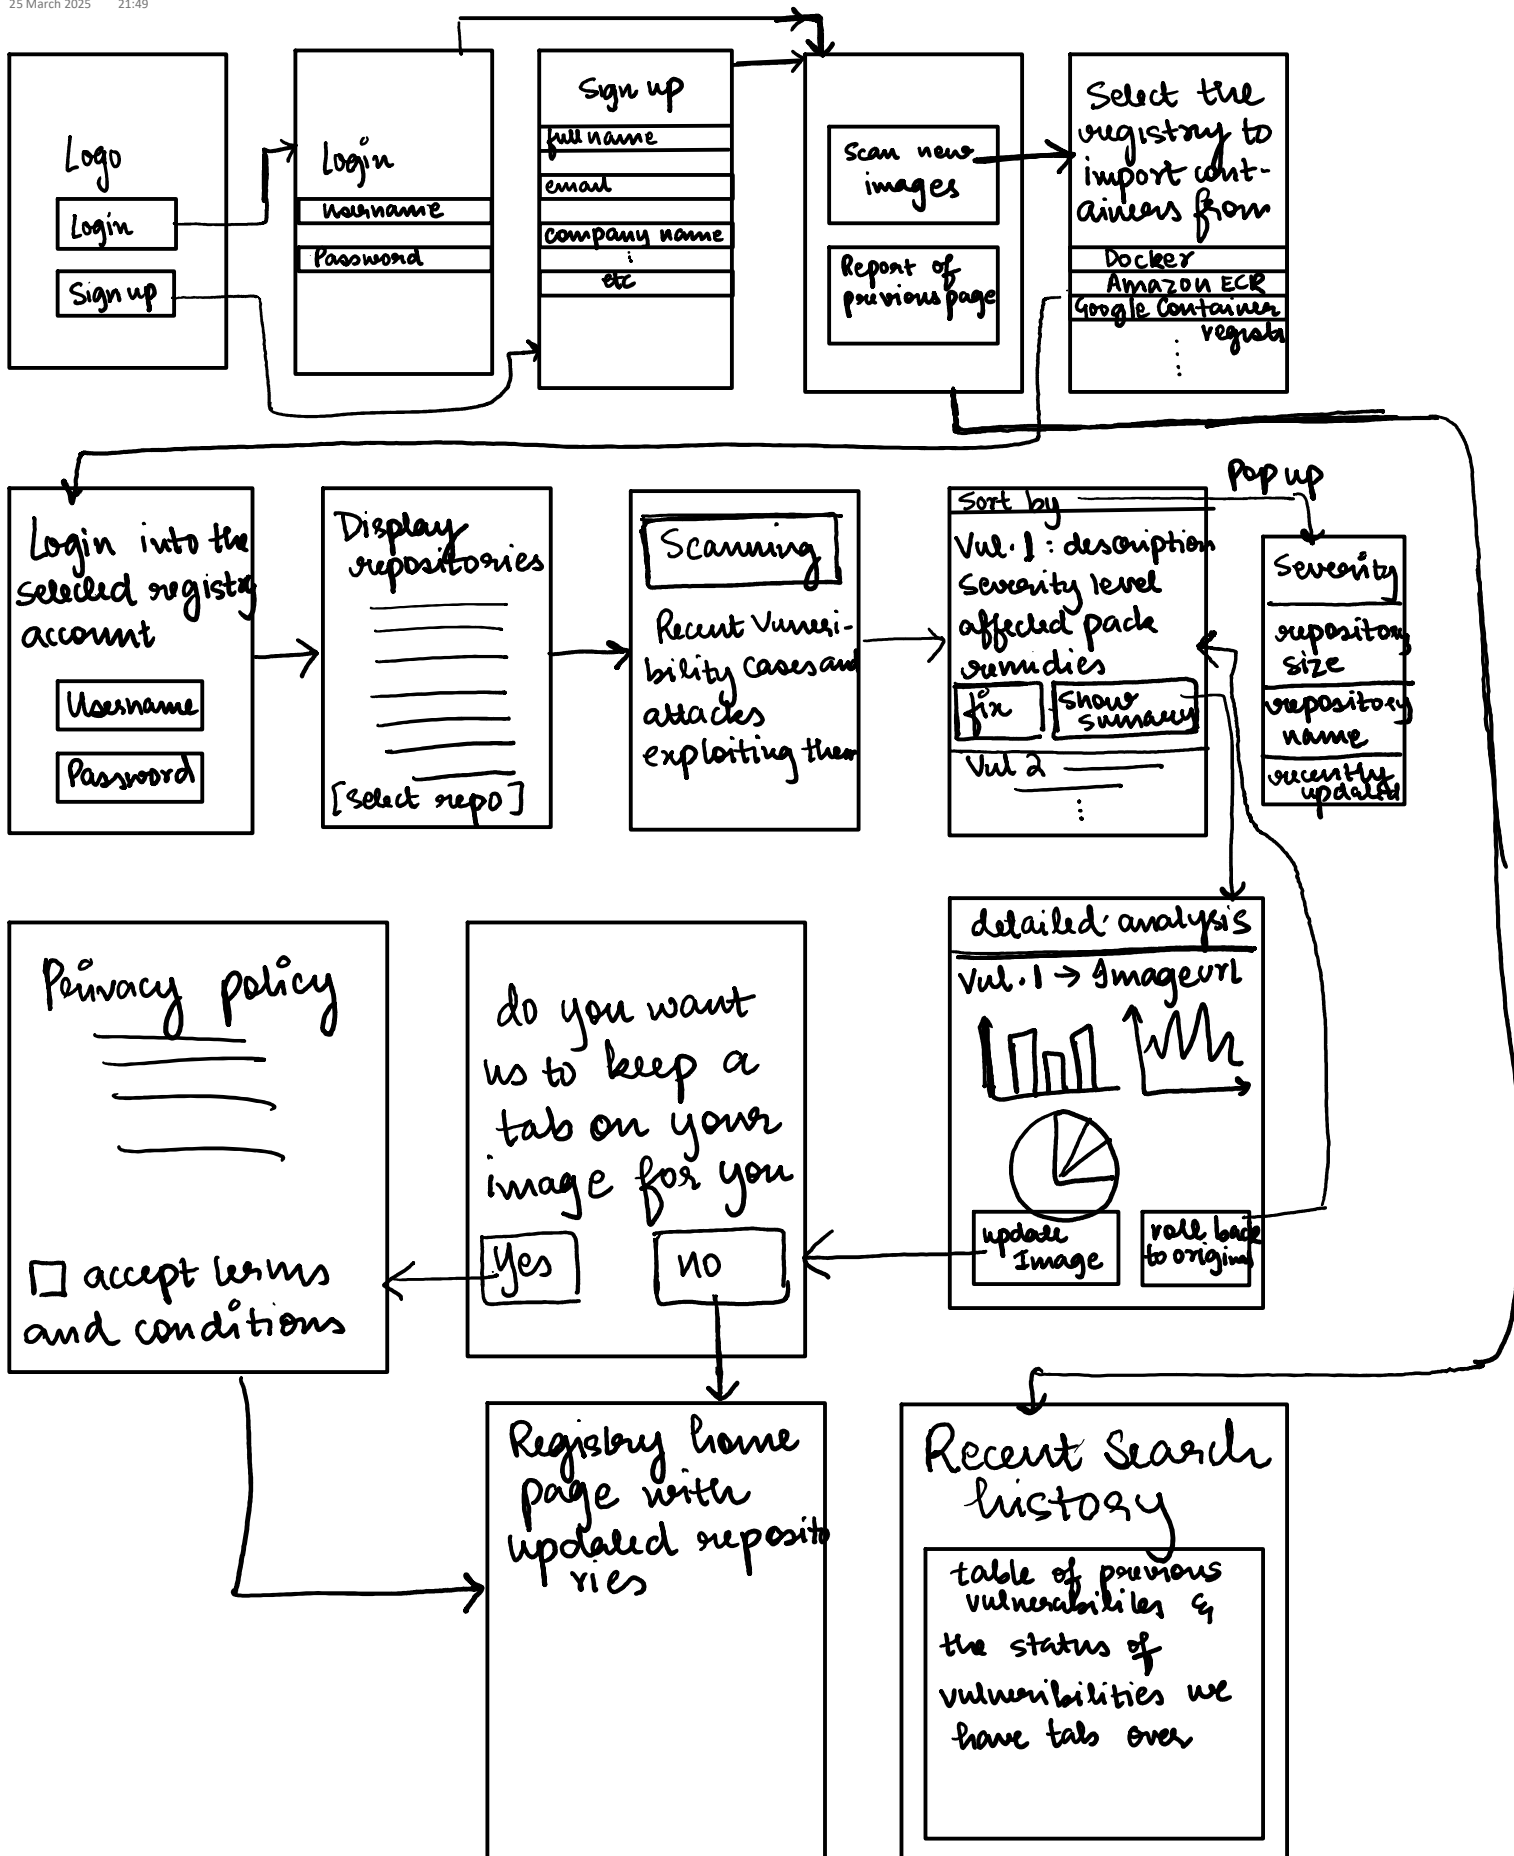 25 March 2025 21:49
Logo
Login
Sign up
Login
username
Password
Sign up
full name
email
company name
etc
Scan new
images
Report of
previous page
Select the
registry to
import cont-
ainers from
Docker
Amazon ECR
Google Container
registr
Login into the
selected registry
account
Username
Password
Display
repositories
[select repo]
Scanning
Recent Vulneri-
bility cases and
attacks
exploiting them
Sort by
Vul. 1 : description
Severity level
affected pack
remidies
fix
Show
summary
Vul 2
Pop up
Severity
repository
size
repository
name
recently
updated
Privacy policy
accept terms
and conditions
do you want
us to keep a
tab on your
image for you
Yes
NO
detailed analysis
Vul. 1 → Image url
update
Image
roll back
to original
Registry home
page with
updated reposito
ries
Recent Search
history
table of previous
vulnerabilities &
the status of
vulneribilities we
have tab over